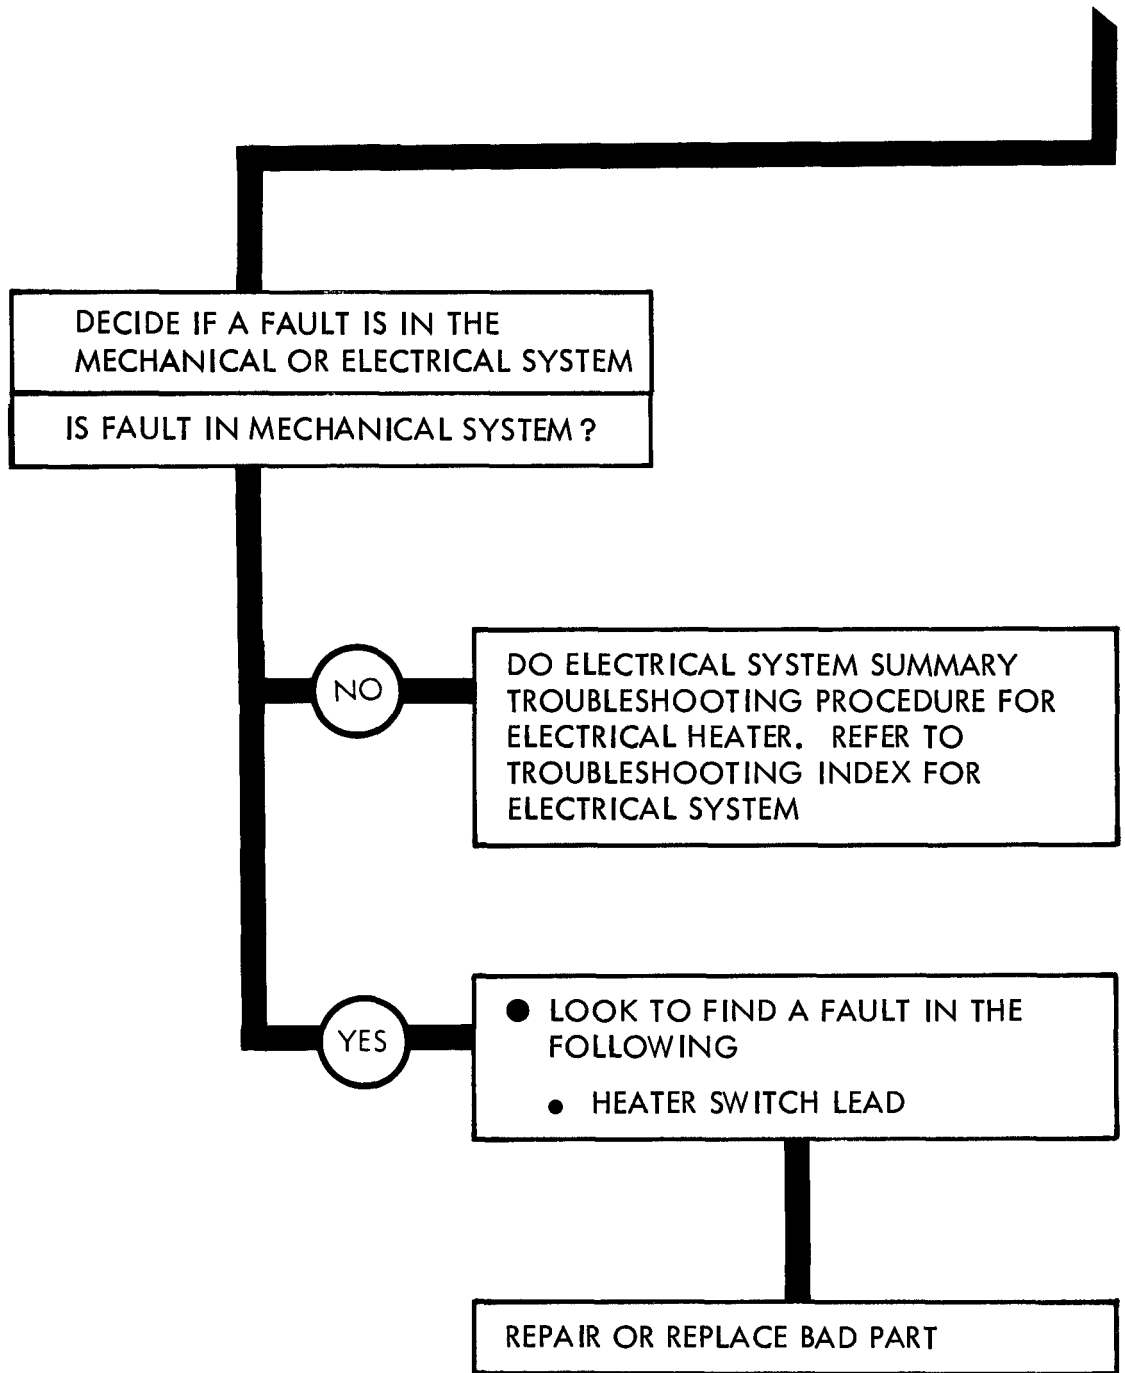 DECIDE IF A FAULT IS IN THE
MECHANICAL OR ELECTRICAL SYSTEM
IS FAULT IN MECHANICAL SYSTEM?
NO
DO ELECTRICAL SYSTEM SUMMARY
TROUBLESHOOTING PROCEDURE FOR
ELECTRICAL HEATER. REFER TO
TROUBLESHOOTING INDEX FOR
ELECTRICAL SYSTEM
YES
● LOOK TO FIND A FAULT IN THE
FOLLOWING
● HEATER SWITCH LEAD
REPAIR OR REPLACE BAD PART